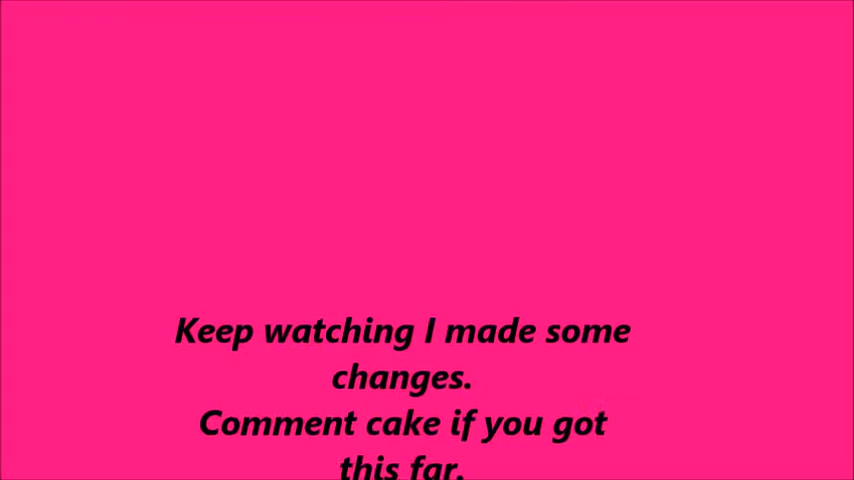 Keep watching I made some
changes.
Comment cake if you got
this far.